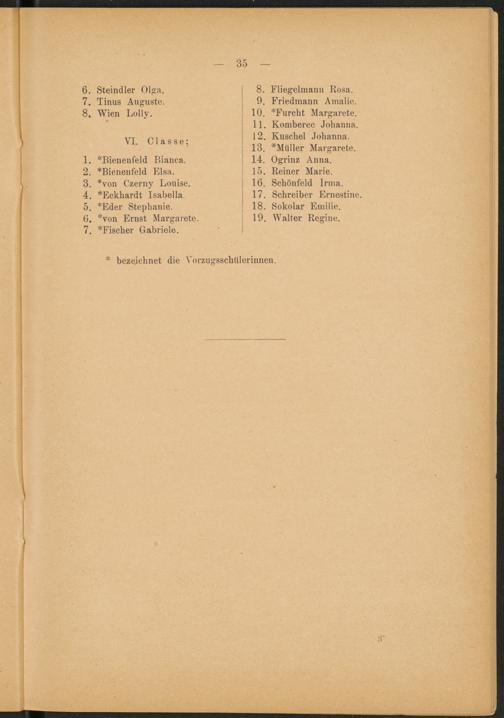 — 35 —
6. Steindler Olga.
7. Tinus Auguste.
8. Wien Lolly.
VI. Classe;
1. *Bienenfeld Bianca.
2. *Bienenfeld Elsa.
3. *von Czerny Louise.
4. *Eckhardt Isabella.
5. *Eder Stephanie.
6. *von Ernst Margarete.
7. *Fischer Gabriele.
8. Fliegelmann Rosa.
9. Friedmann Amalie.
10. *Furcht Margarete.
11. Komberec Johanna.
12. Kuschel Johanna.
13. *Müller Margarete.
14. Ogrinz Anna.
15. Reiner Marie.
16. Schönfeld Irma.
17. Schreiber Ernestine.
18. Sokolar Emilie.
19. Walter Regine.
* bezeichnet die Vorzugsschülerinnen.
3*